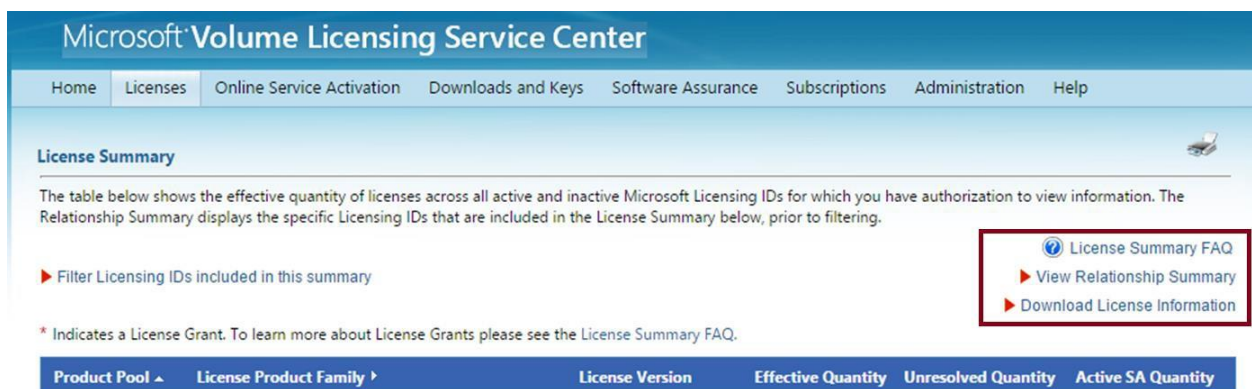 Microsoft Volume Licensing Service Center
Home Licenses Online Service Activation Downloads and Keys Software Assurance Subscriptions Administration Help
License Summary
The table below shows the effective quantity of licenses across all active and inactive Microsoft Licensing IDs for which you have authorization to view information. The
Relationship Summary displays the specific Licensing IDs that are included in the License Summary below, prior to filtering.
License Summary FAQ
Filter Licensing IDs included in this summary
View Relationship Summary
Download License Information
* Indicates a License Grant. To learn more about License Grants please see the License Summary FAQ.
Product Pool License Product Family License Version Effective Quantity Unresolved Quantity Active SA Quantity